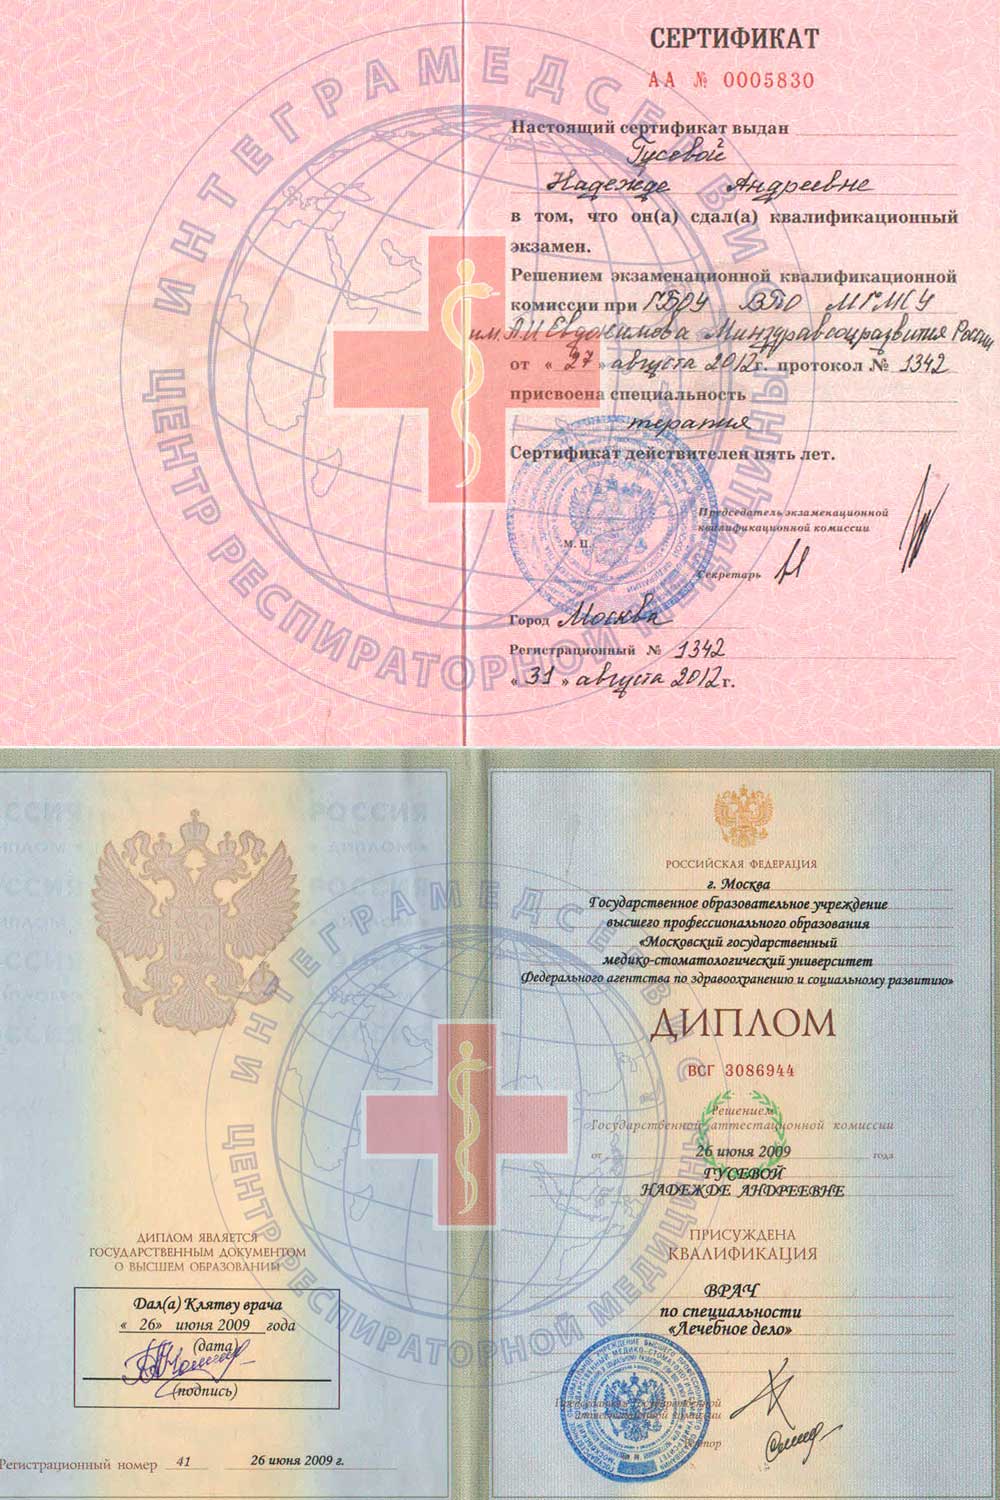 СЕРТИФИКАТ
АА № 0005830
Настоящий сертификат выдан
Гусевой
Надежде Андреевне
в том, что он(а) сдал(а) квалификационный
экзамен.
Решением экзаменационной квалификационной
комиссии при ГБОУ ВПО МГМСУ
им. А.И. Евдокимова Минздравсоцразвития России
от « 27 » августа 2012г. протокол № 1342
присвоена специальность
терапия
Сертификат действителен пять лет.
Председатель экзаменационной
квалификационной комиссии
М. П.
Секретарь
Город Москва
Регистрационный № 1342
« 31 » августа 2012г.
ИНТЕГРАМЕДСЕРВИС
ЦЕНТР РЕСПИРАТОРНОЙ МЕДИЦИНЫ
РОССИЯ
ДИПЛОМ
РОССИЯ
ДИПЛОМ ЯВЛЯЕТСЯ
ГОСУДАРСТВЕННЫМ ДОКУМЕНТОМ
О ВЫСШЕМ ОБРАЗОВАНИИ
Дал(а) Клятву врача
« 26» июня 2009 года
(дата)
(подпись)
Регистрационный номер 41 26 июня 2009 г.
РОССИЙСКАЯ ФЕДЕРАЦИЯ
г. Москва
Государственное образовательное учреждение
высшего профессионального образования
«Московский государственный
медико-стоматологический университет
Федерального агентства по здравоохранению и социальному развитию»
ДИПЛОМ
ВСГ 3086944
Решением
Государственной аттестационной комиссии
от 26 июня 2009 года
ГУСЕВОЙ
НАДЕЖДЕ АНДРЕЕВНЕ
ПРИСУЖДЕНА
КВАЛИФИКАЦИЯ
ВРАЧ
по специальности
«Лечебное дело»
Председатель Государственной
аттестационной комиссии
Ректор
ИНТЕГРАМЕДСЕРВИС
ЦЕНТР РЕСПИРАТОРНОЙ МЕДИЦИНЫ